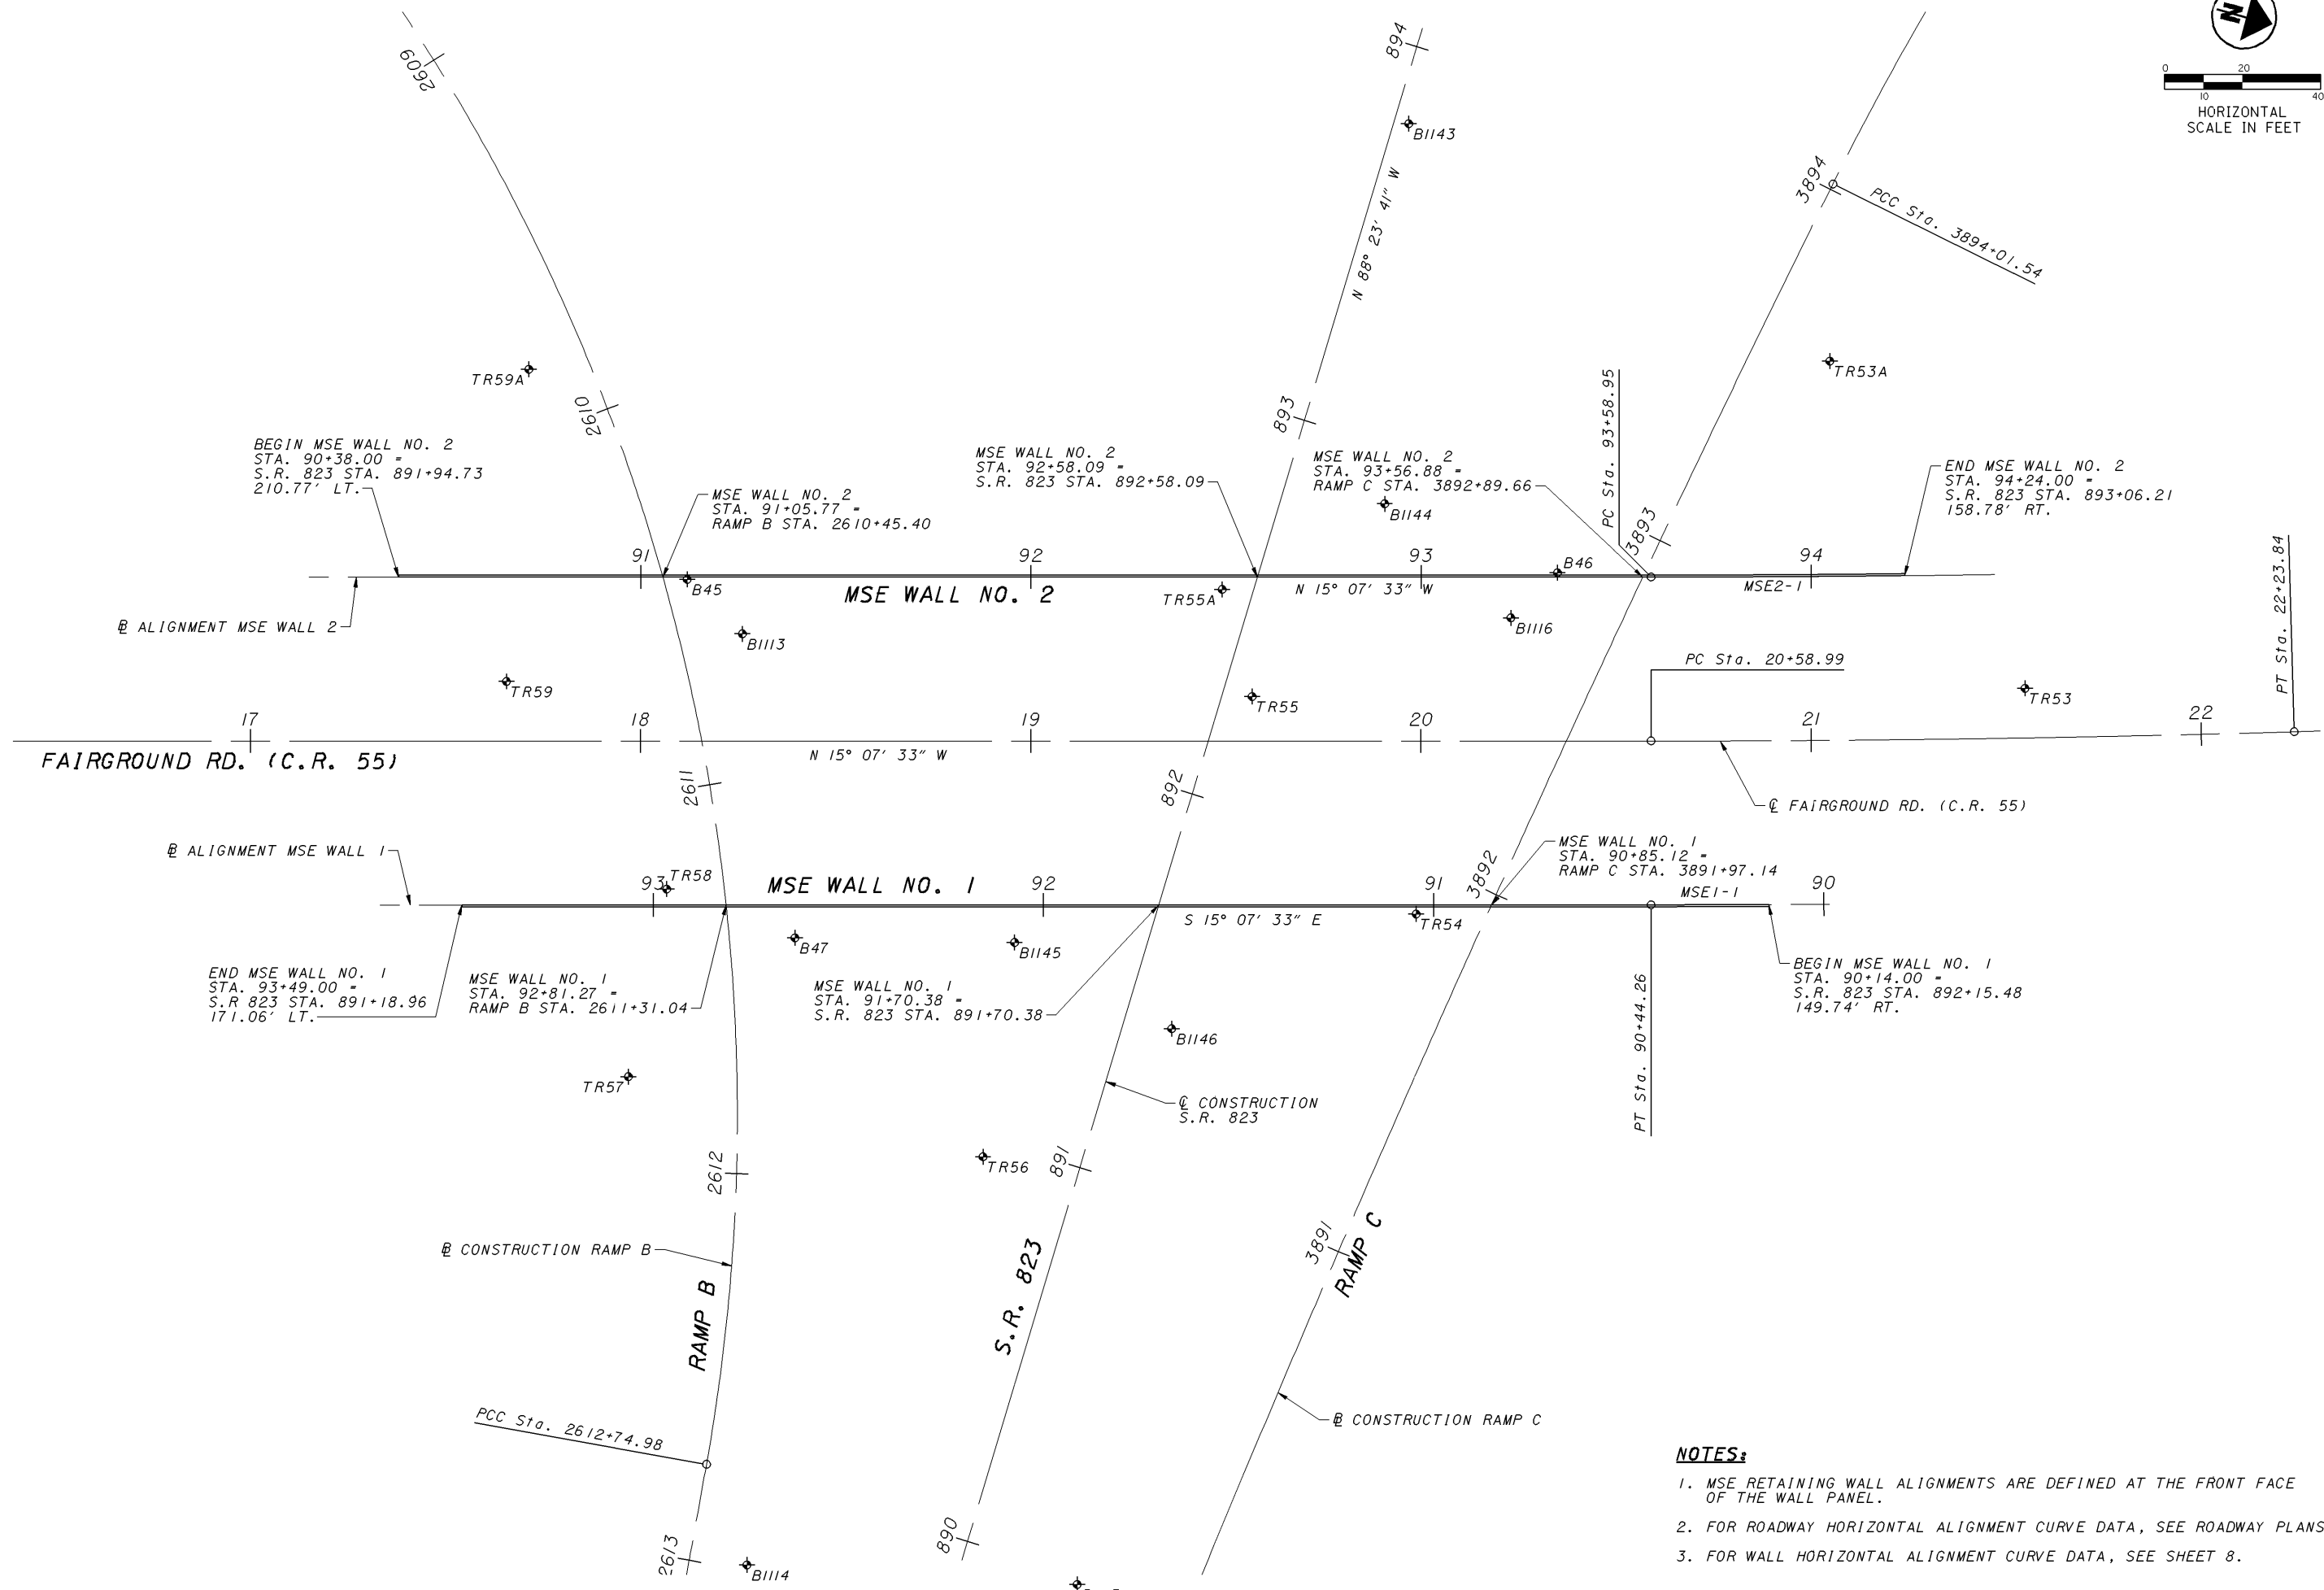 2609
894
N
0
20
10
40
HORIZONTAL
SCALE IN FEET
B1143
N 88° 23' 41" W
3894
PCC Sta. 3894+01.54
TR59A
2610
893
PC Sta. 93+58.95
TR53A
BEGIN MSE WALL NO. 2
STA. 90+38.00 =
S.R. 823 STA. 891+94.73
210.77' LT.
MSE WALL NO. 2
STA. 91+05.77 =
RAMP B STA. 2610+45.40
MSE WALL NO. 2
STA. 92+58.09 =
S.R. 823 STA. 892+58.09
MSE WALL NO. 2
STA. 93+56.88 =
RAMP C STA. 3892+89.66
B1144
3893
END MSE WALL NO. 2
STA. 94+24.00 =
S.R. 823 STA. 893+06.21
158.78' RT.
91
92
93
94
B45
MSE WALL NO. 2
TR55A
N 15° 07' 33" W
B46
MSE2-1
PT Sta. 22+23.84
℄ ALIGNMENT MSE WALL 2
B1113
B1116
PC Sta. 20+58.99
TR59
TR55
TR53
17
18
19
20
21
22
FAIRGROUND RD. (C.R. 55)
N 15° 07' 33" W
2611
892
℄ FAIRGROUND RD. (C.R. 55)
℄ ALIGNMENT MSE WALL 1
MSE WALL NO. 1
STA. 90+85.12 =
RAMP C STA. 3891+97.14
93
TR58
MSE WALL NO. 1
92
91
3892
MSE1-1
90
S 15° 07' 33" E
TR54
B47
B1145
END MSE WALL NO. 1
STA. 93+49.00 =
S.R 823 STA. 891+18.96
171.06' LT.
MSE WALL NO. 1
STA. 92+81.27 =
RAMP B STA. 2611+31.04
MSE WALL NO. 1
STA. 91+70.38 =
S.R. 823 STA. 891+70.38
BEGIN MSE WALL NO. 1
STA. 90+14.00 =
S.R. 823 STA. 892+15.48
149.74' RT.
B1146
PT Sta. 90+44.26
TR57
℄ CONSTRUCTION
S.R. 823
2612
TR56
891
℄ CONSTRUCTION RAMP B
3891
RAMP C
RAMP B
S.R. 823
℄ CONSTRUCTION RAMP C
PCC Sta. 2612+74.98
2613
B1114
890
NOTES:
1. MSE RETAINING WALL ALIGNMENTS ARE DEFINED AT THE FRONT FACE
OF THE WALL PANEL.
2. FOR ROADWAY HORIZONTAL ALIGNMENT CURVE DATA, SEE ROADWAY PLANS
3. FOR WALL HORIZONTAL ALIGNMENT CURVE DATA, SEE SHEET 8.